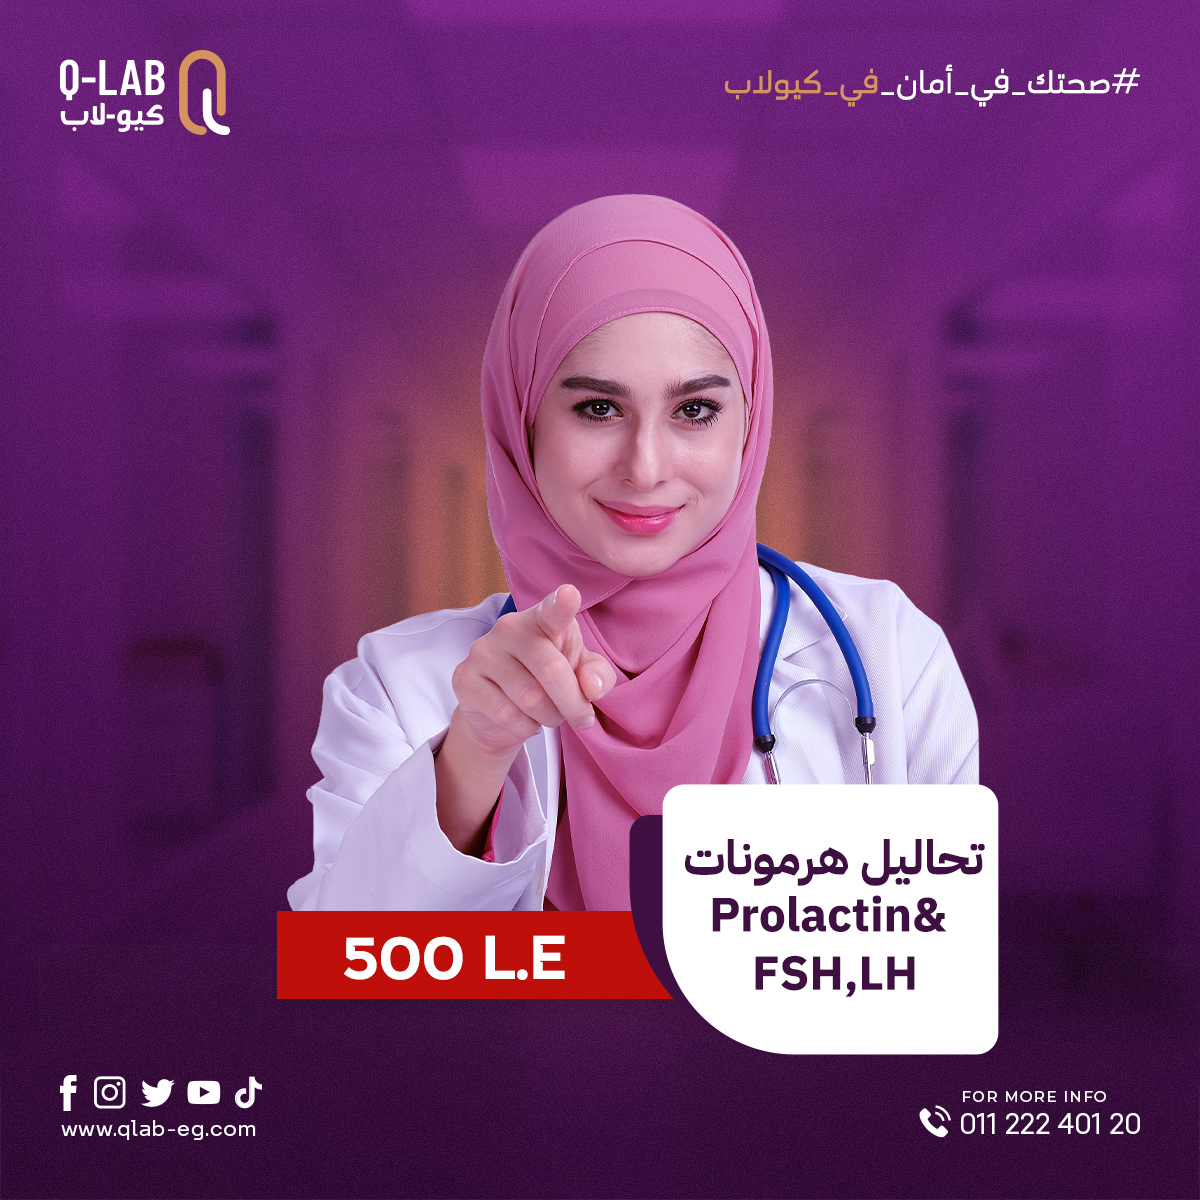 Q-LAB
كيو-لاب
#صحتك_في_أمان_في_كيولاب
تحاليل هرمونات
Prolactin&
FSH,LH
500 L.E
www.qlab-eg.com
FOR MORE INFO
011 222 401 20